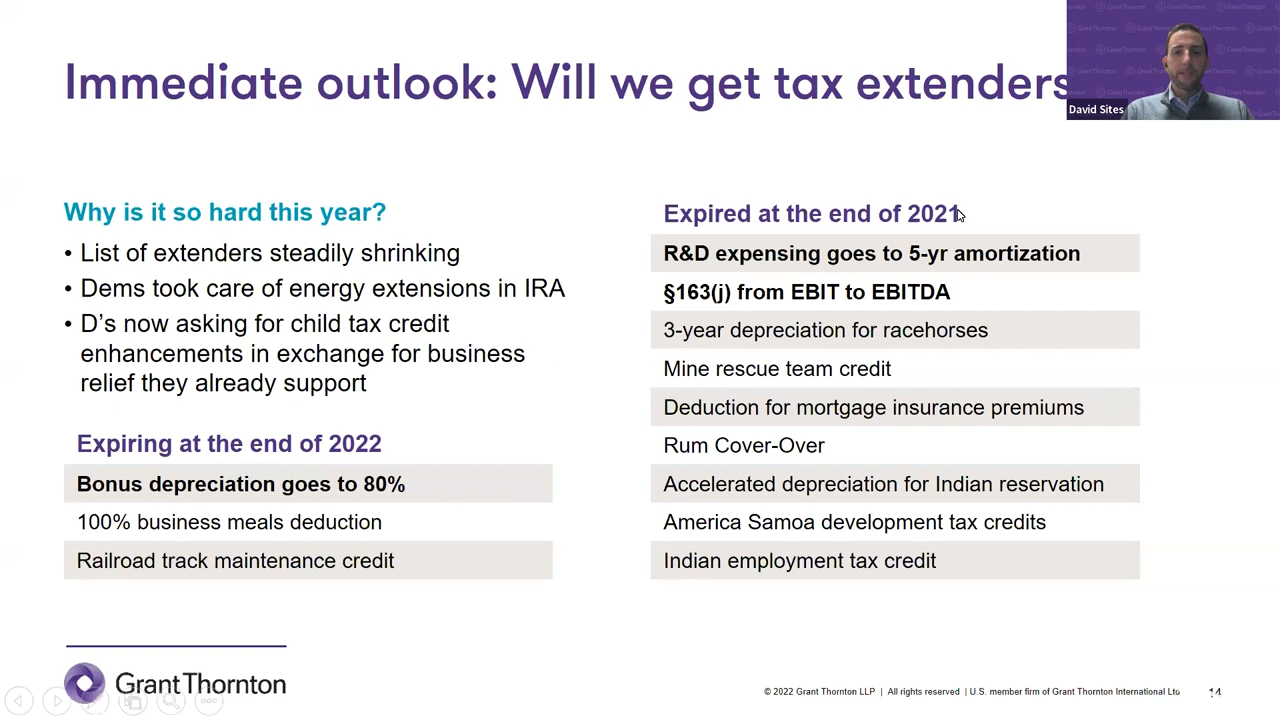 Immediate outlook: Will we get tax extenders
David Sites
Why is it so hard this year?
• List of extenders steadily shrinking
• Dems took care of energy extensions in IRA
• D’s now asking for child tax credit
enhancements in exchange for business
relief they already support
Expiring at the end of 2022
Bonus depreciation goes to 80%
100% business meals deduction
Railroad track maintenance credit
Expired at the end of 2021
R&D expensing goes to 5-yr amortization
§163(j) from EBIT to EBITDA
3-year depreciation for racehorses
Mine rescue team credit
Deduction for mortgage insurance premiums
Rum Cover-Over
Accelerated depreciation for Indian reservation
America Samoa development tax credits
Indian employment tax credit
GrantThornton
© 2022 Grant Thornton LLP | All rights reserved | U.S. member firm of Grant Thornton International Ltd
14